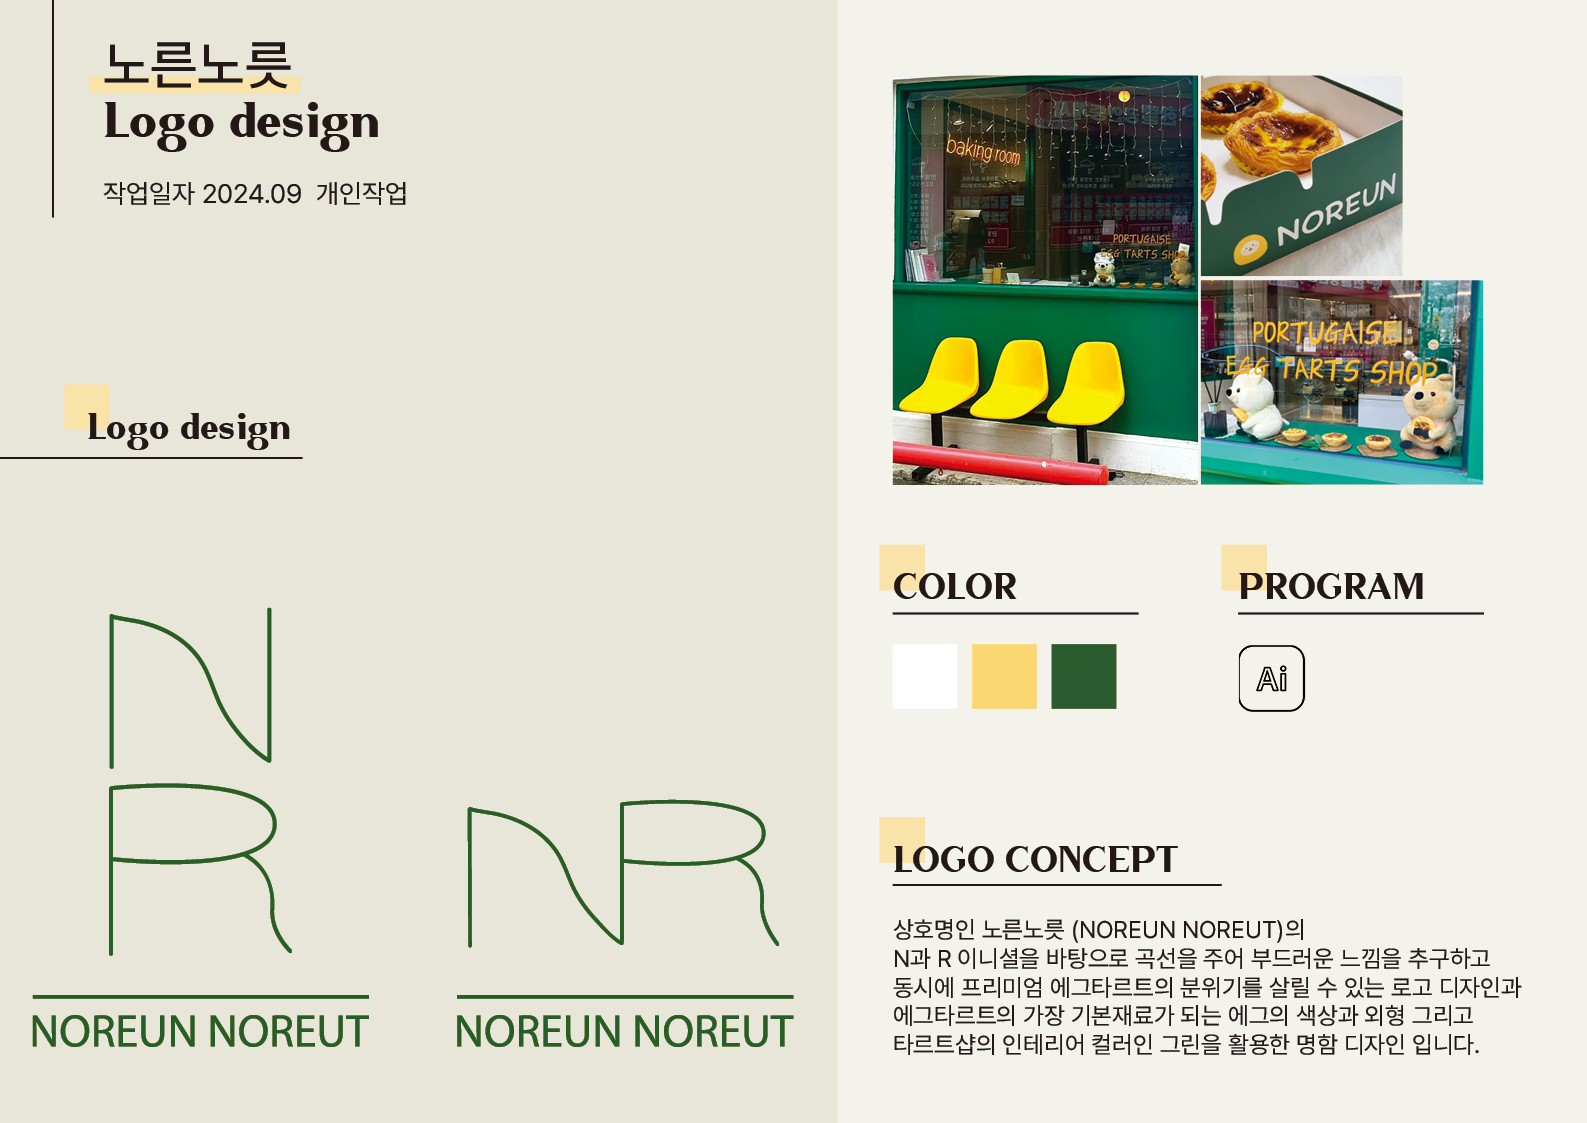 노른노릇
Logo design
작업일자 2024.09 개인작업
Logo design
NOREUN NOREUT
NR
NOREUN NOREUT
baking room
PORTUGAISE
EGG TARTS SHOP
NOREUN
PORTUGAISE
EGG TARTS SHOP
COLOR
PROGRAM
Ai
LOGO CONCEPT
상호명인 노른노릇 (NOREUN NOREUT)의
N과 R 이니셜을 바탕으로 곡선을 주어 부드러운 느낌을 추구하고
동시에 프리미엄 에그타르트의 분위기를 살릴 수 있는 로고 디자인과
에그타르트의 가장 기본재료가 되는 에그의 색상과 외형 그리고
타르트샵의 인테리어 컬러인 그린을 활용한 명함 디자인 입니다.